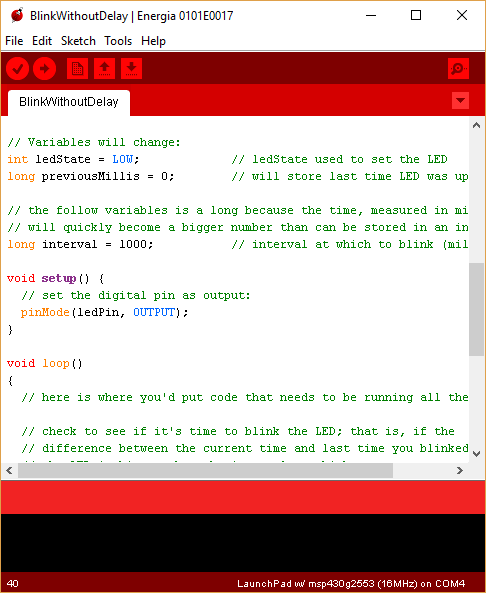 BlinkWithoutDelay | Energia 0101E0017
File Edit Sketch Tools Help
BlinkWithoutDelay
// Variables will change:
int ledState = LOW;             // ledState used to set the LED
long previousMillis = 0;        // will store last time LED was up
// the follow variables is a long because the time, measured in mi
// will quickly become a bigger number than can be stored in an in
long interval = 1000;           // interval at which to blink (mil
void setup() {
  // set the digital pin as output:
  pinMode(ledPin, OUTPUT);
}
void loop()
{
  // here is where you'd put code that needs to be running all the
  // check to see if it's time to blink the LED; that is, if the
  // difference between the current time and last time you blinked
40
LaunchPad w/ msp430g2553 (16MHz) on COM4